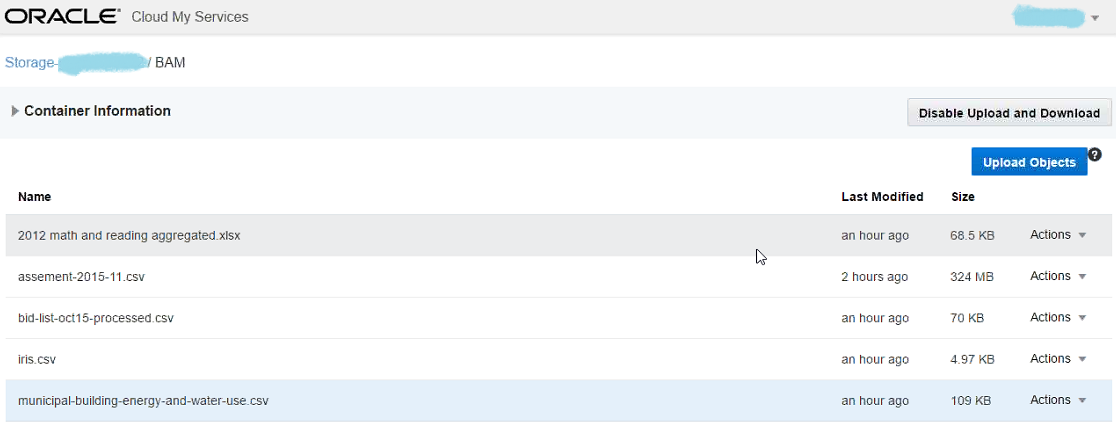 ORACLE® Cloud My Services
Storage- / BAM
Container Information
Disable Upload and Download
Upload Objects ?
Name Last Modified Size
2012 math and reading aggregated.xlsx an hour ago 68.5 KB Actions
assement-2015-11.csv 2 hours ago 324 MB Actions
bid-list-oct15-processed.csv an hour ago 70 KB Actions
iris.csv an hour ago 4.97 KB Actions
municipal-building-energy-and-water-use.csv an hour ago 109 KB Actions